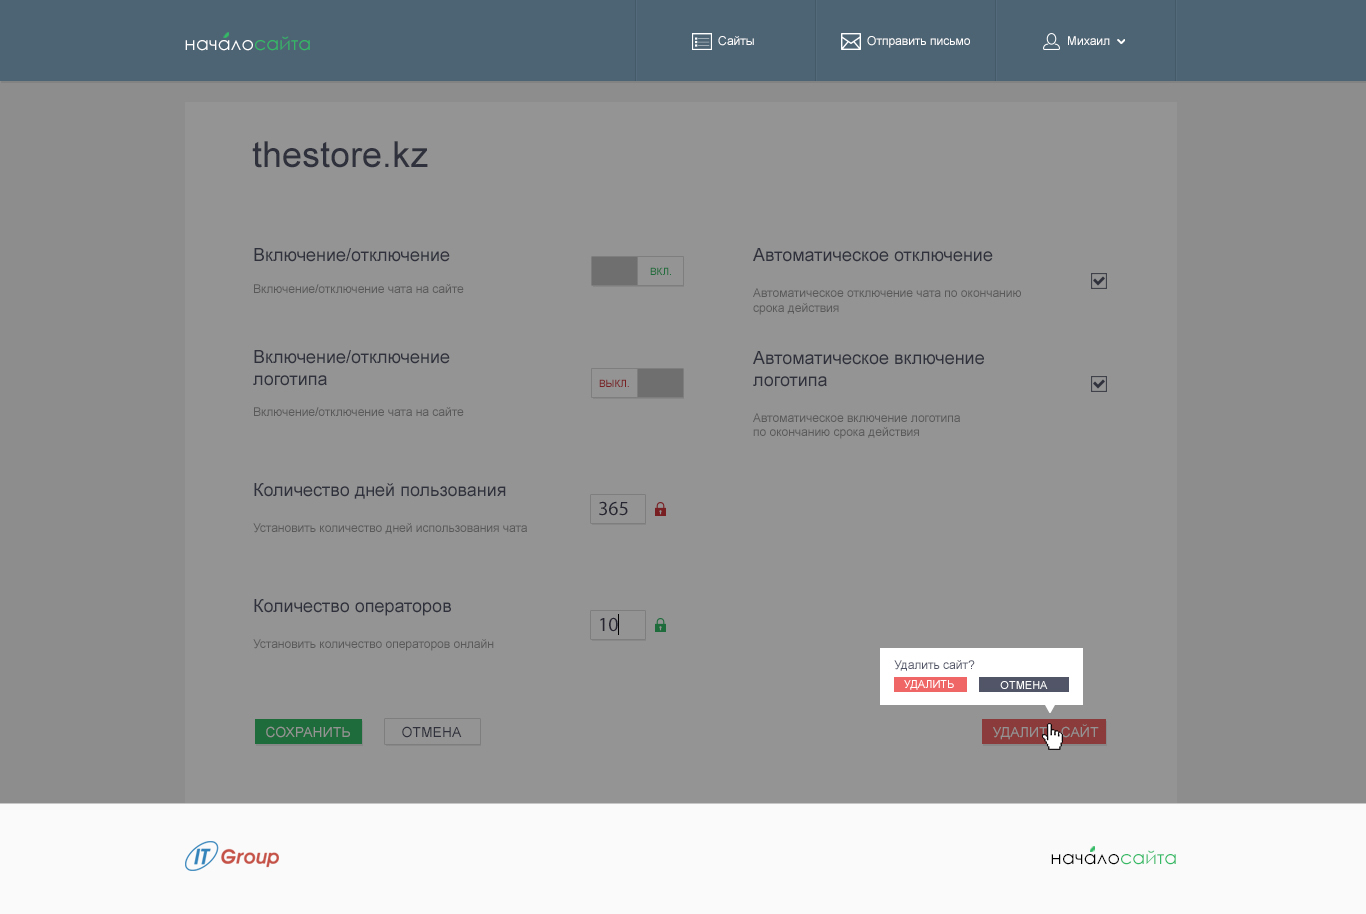 началосайта
Сайты
Отправить письмо
Михаил
thestore.kz
Включение/отключение
Включение/отключение чата на сайте
ВКЛ.
Автоматическое отключение
Автоматическое отключение чата по окончанию
срока действия
Включение/отключение
логотипа
Включение/отключение чата на сайте
ВЫКЛ.
Автоматическое включение
логотипа
Автоматическое включение логотипа
по окончанию срока действия
Количество дней пользования
Установить количество дней использования чата
365
Количество операторов
Установить количество операторов онлайн
10
Удалить сайт?
УДАЛИТЬ
ОТМЕНА
СОХРАНИТЬ
ОТМЕНА
УДАЛИТЬ САЙТ
IT Group
началосайта